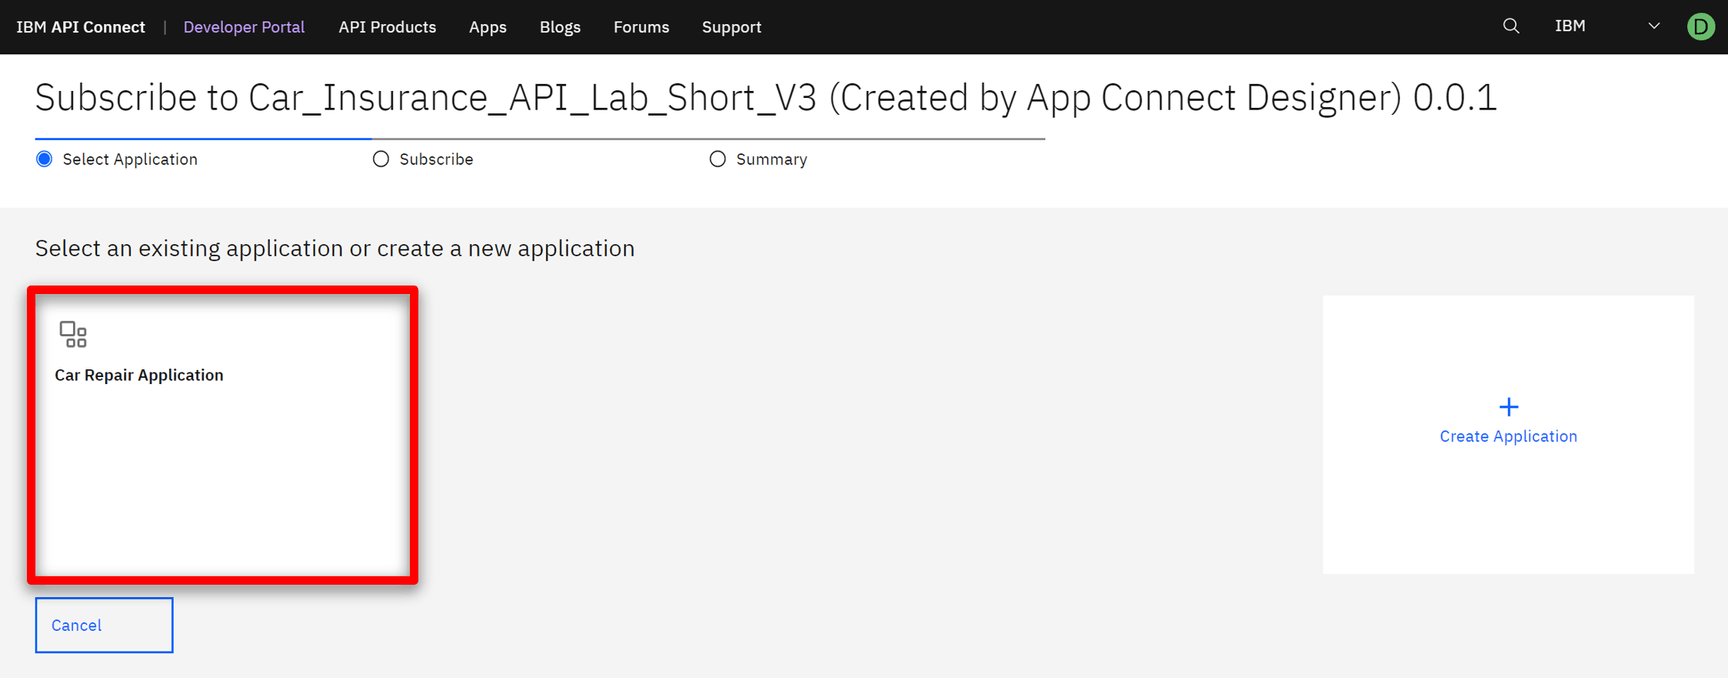 IBM API Connect | Developer Portal API Products Apps Blogs Forums Support IBM D
Subscribe to Car_Insurance_API_Lab_Short_V3 (Created by App Connect Designer) 0.0.1
Select Application Subscribe Summary
Select an existing application or create a new application
Car Repair Application
Create Application
Cancel